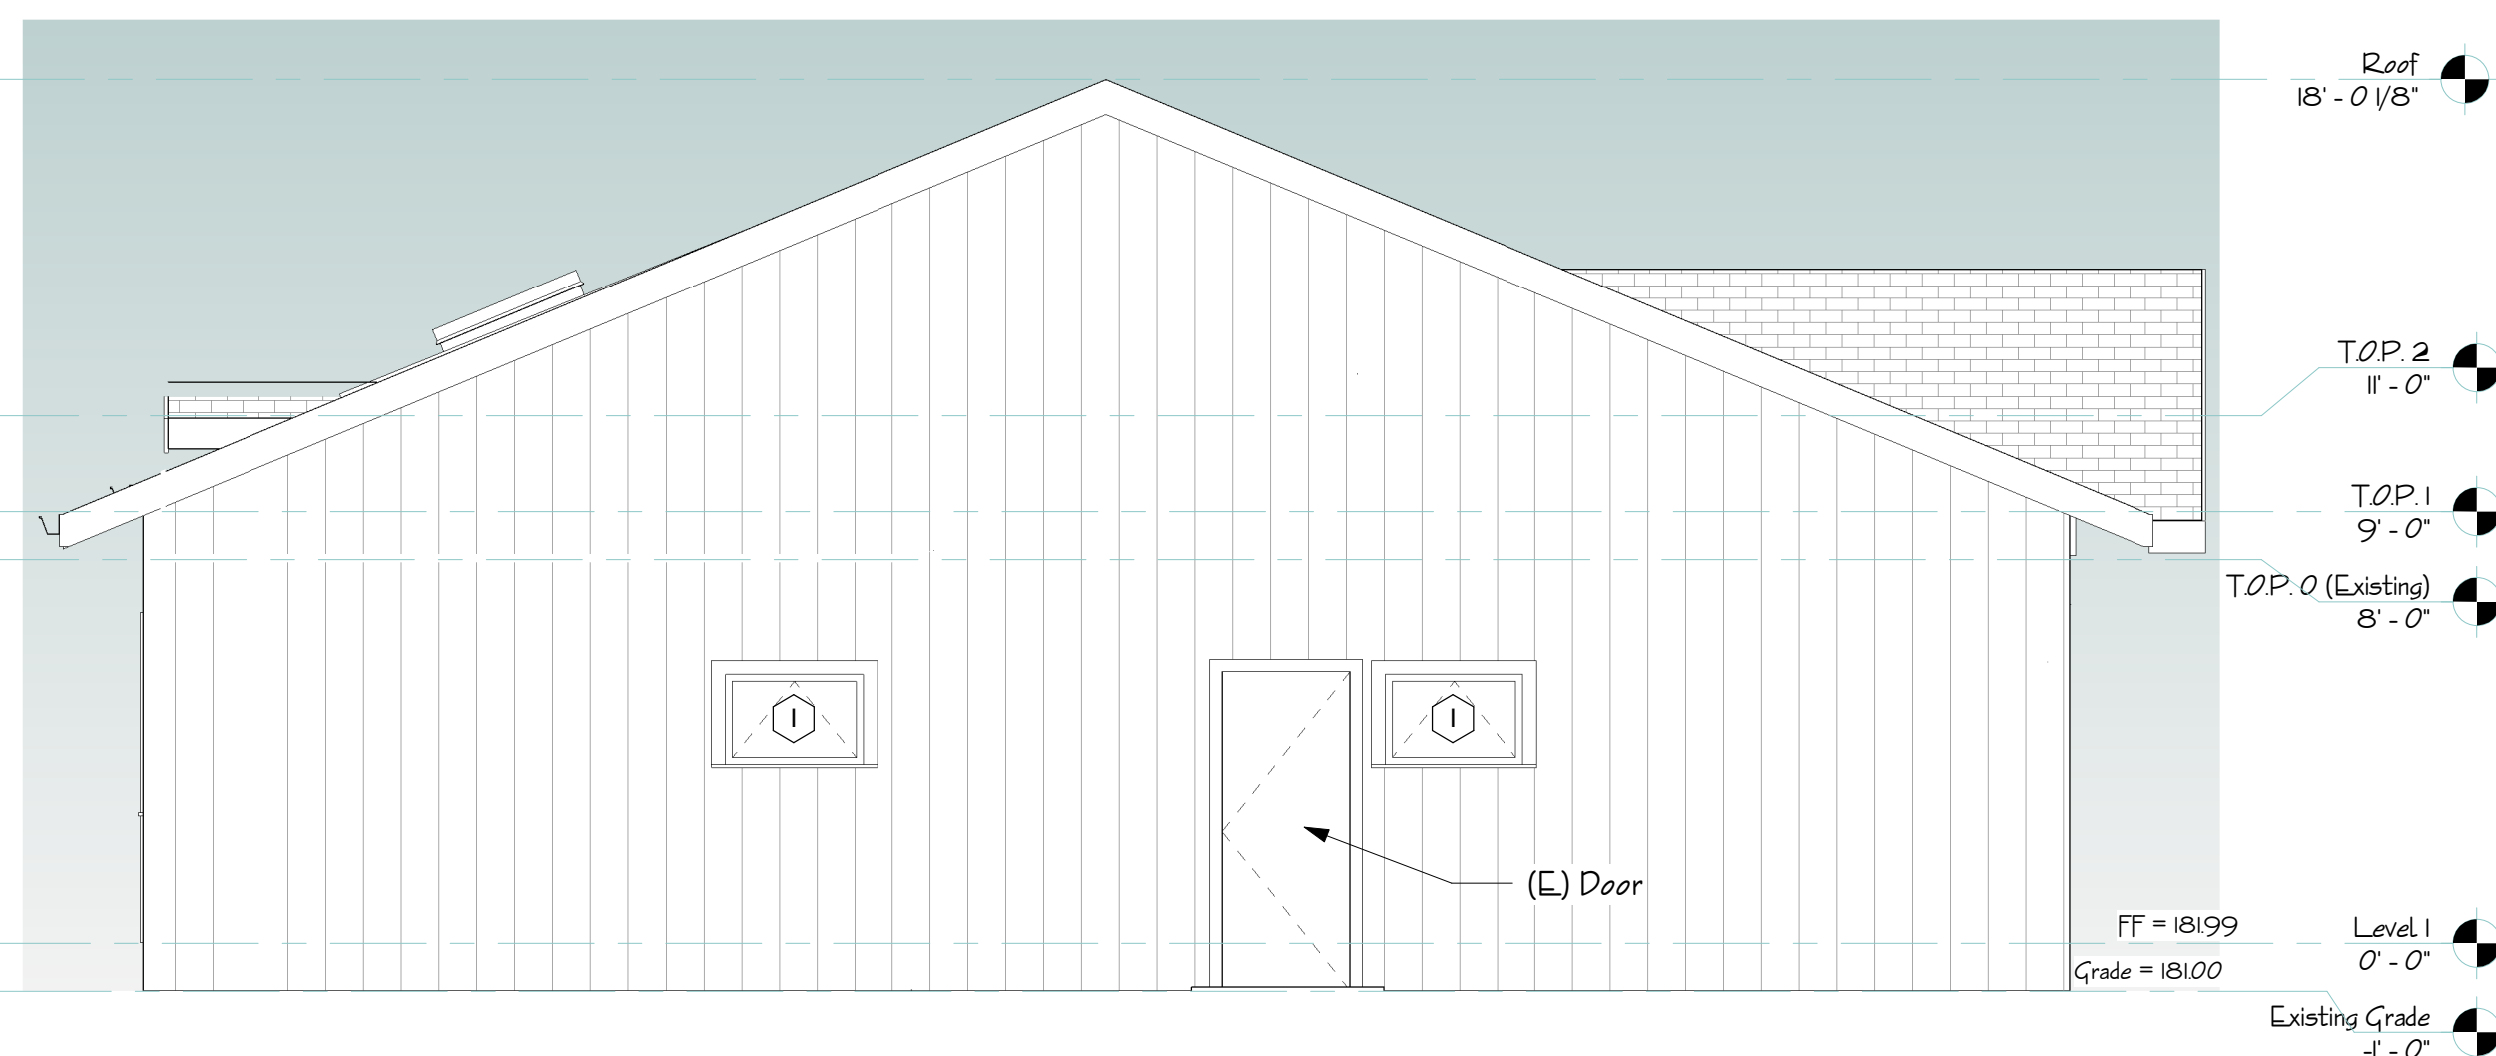 Roof
18' - 0 1/8"
T.O.P. 2
11' - 0"
T.O.P. 1
9' - 0"
T.O.P. 0 (Existing)
8' - 0"
1
1
(E) Door
FF = 181.99
Level 1
0' - 0"
Grade = 181.00
Existing Grade
-1' - 0"